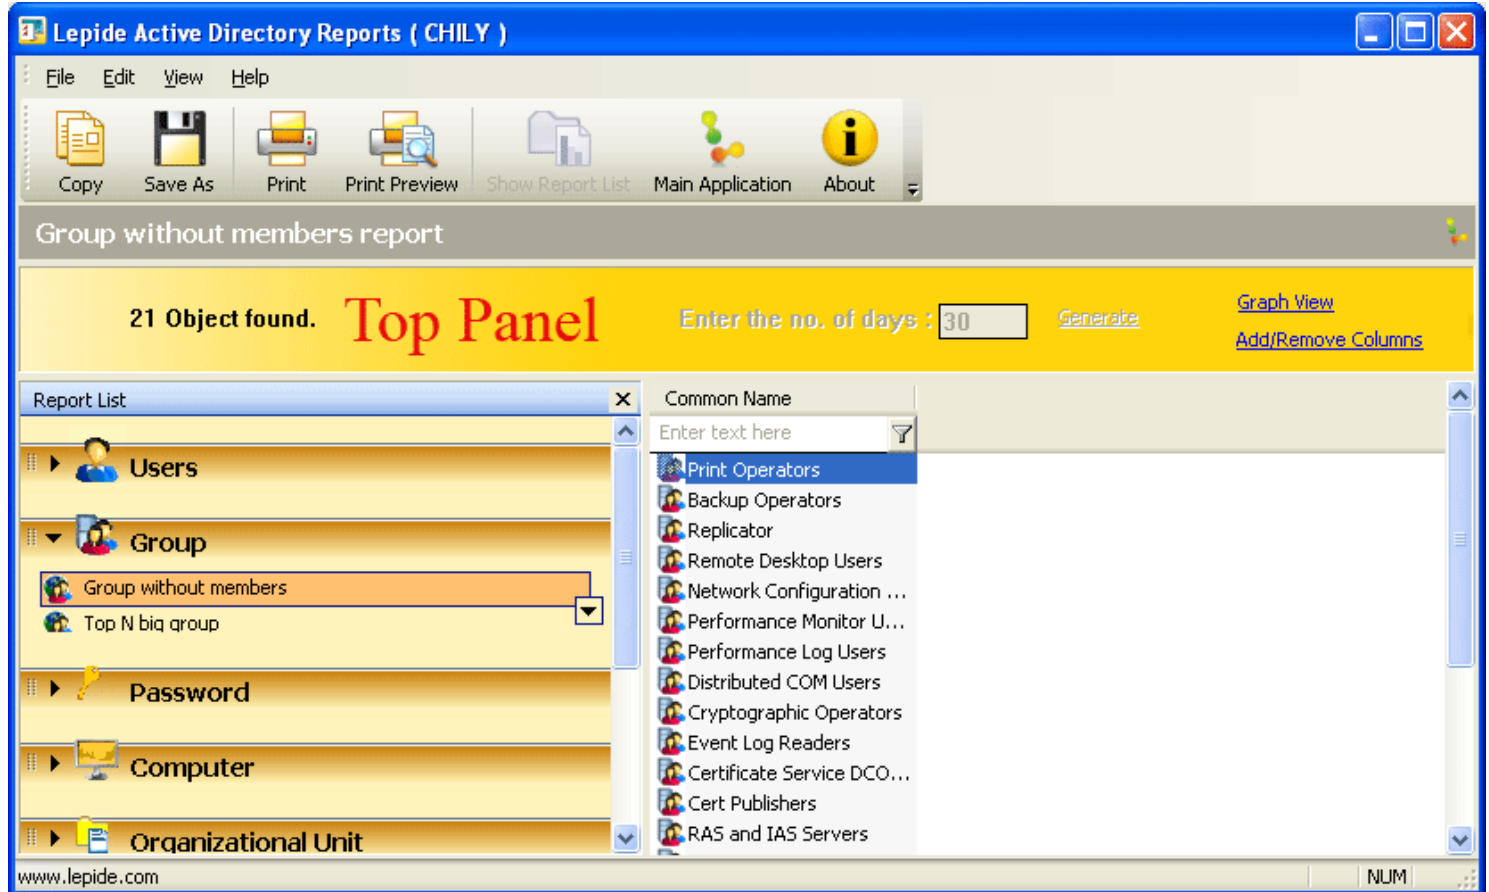 Lepide Active Directory Reports ( CHILY )
File Edit View Help
Copy Save As Print Print Preview Show Report List Main Application About
Group without members report
21 Object found. Top Panel Enter the no. of days : 30 Generate Graph View
Add/Remove Columns
Report List
Users
Group
Group without members
Top N big group
Password
Computer
Organizational Unit
Common Name
Enter text here
Print Operators
Backup Operators
Replicator
Remote Desktop Users
Network Configuration ...
Performance Monitor U...
Performance Log Users
Distributed COM Users
Cryptographic Operators
Event Log Readers
Certificate Service DCO...
Cert Publishers
RAS and IAS Servers
www.lepide.com NUM